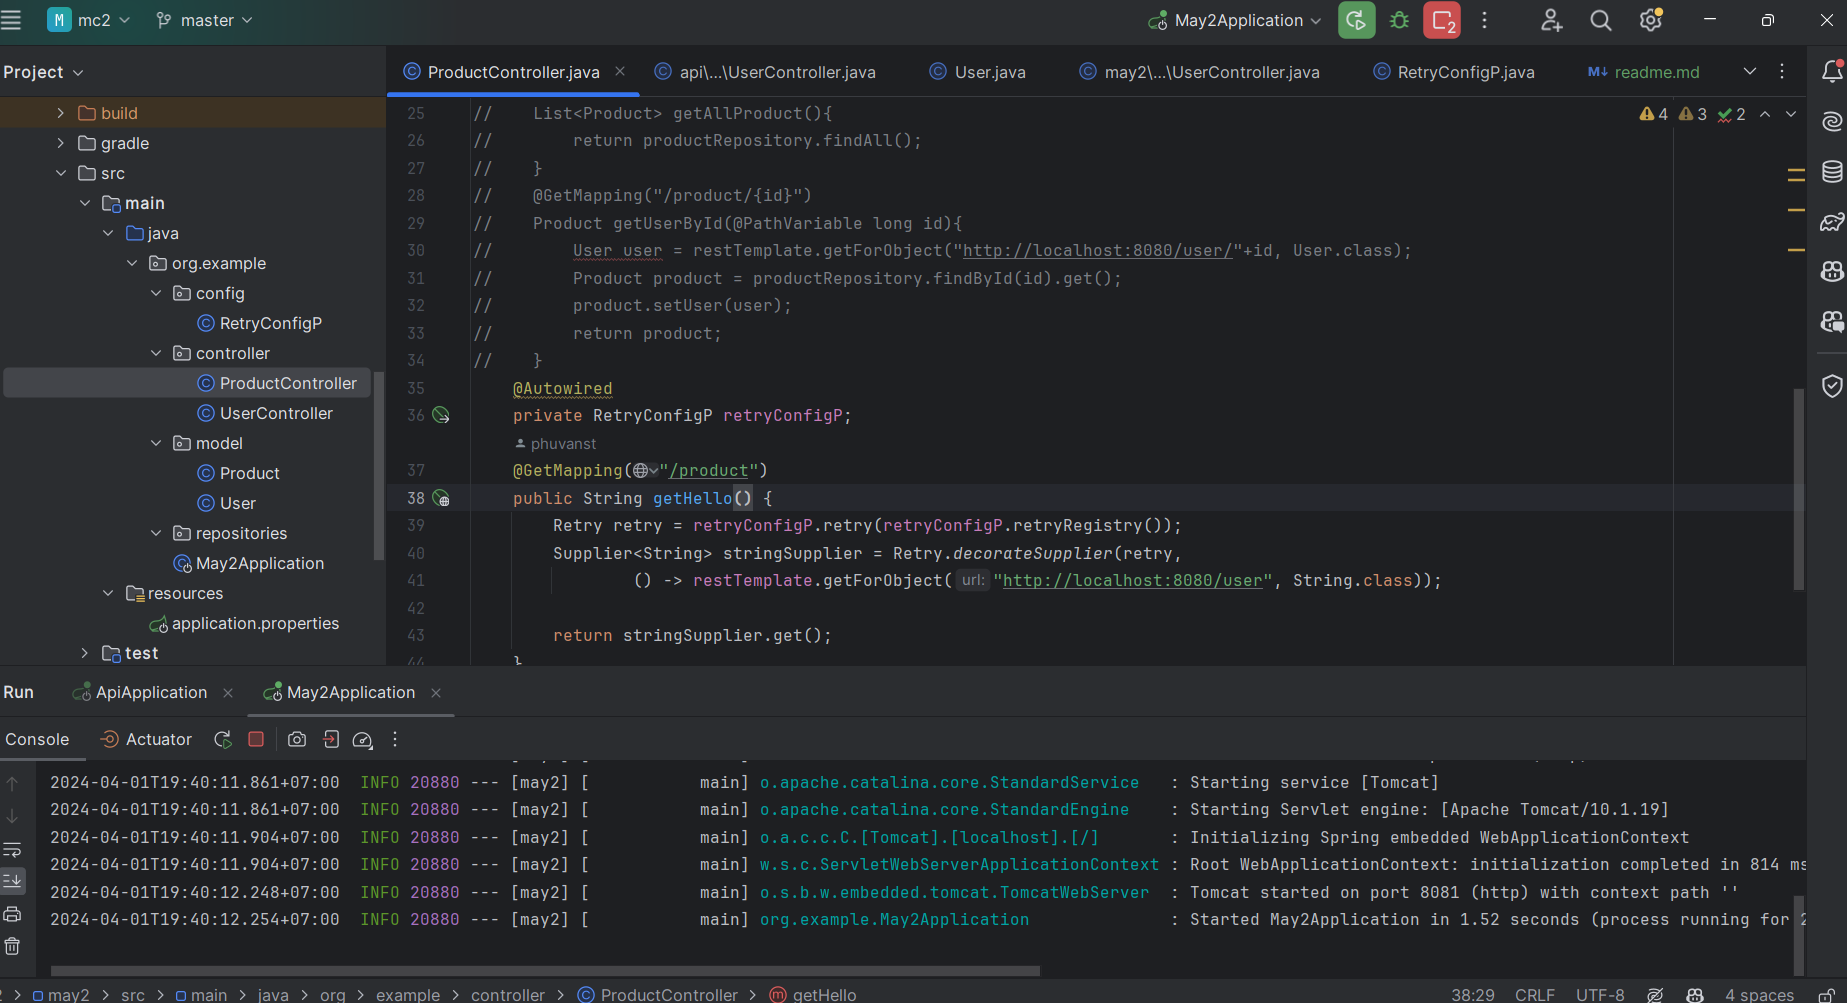 M mc2 master May2Application 2
Project
ProductController.java api\...\UserController.java User.java may2\...\UserController.java RetryConfigP.java M↓ readme.md
build
gradle
src
main
java
org.example
config
RetryConfigP
controller
ProductController
UserController
model
Product
User
repositories
May2Application
resources
application.properties
test
4 3 2
25 // List<Product> getAllProduct(){
26 // return productRepository.findAll();
27 // }
28 // @GetMapping("/product/{id}")
29 // Product getUserById(@PathVariable long id){
30 // User user = restTemplate.getForObject("http://localhost:8080/user/"+id, User.class);
31 // Product product = productRepository.findById(id).get();
32 // product.setUser(user);
33 // return product;
34 // }
35 @Autowired
36 private RetryConfigP retryConfigP;
phuvanst
37 @GetMapping("/product")
38 public String getHello() {
39 Retry retry = retryConfigP.retry(retryConfigP.retryRegistry());
40 Supplier<String> stringSupplier = Retry.decorateSupplier(retry,
41 () -> restTemplate.getForObject( url: "http://localhost:8080/user", String.class));
42
43 return stringSupplier.get();
44 }
Run ApiApplication May2Application
Console Actuator
2024-04-01T19:40:11.861+07:00 INFO 20880 --- [may2] [ main] o.apache.catalina.core.StandardService : Starting service [Tomcat]
2024-04-01T19:40:11.861+07:00 INFO 20880 --- [may2] [ main] o.apache.catalina.core.StandardEngine : Starting Servlet engine: [Apache Tomcat/10.1.19]
2024-04-01T19:40:11.904+07:00 INFO 20880 --- [may2] [ main] o.a.c.c.C.[Tomcat].[localhost].[/] : Initializing Spring embedded WebApplicationContext
2024-04-01T19:40:11.904+07:00 INFO 20880 --- [may2] [ main] w.s.c.ServletWebServerApplicationContext : Root WebApplicationContext: initialization completed in 814 ms
2024-04-01T19:40:12.248+07:00 INFO 20880 --- [may2] [ main] o.s.b.w.embedded.tomcat.TomcatWebServer : Tomcat started on port 8081 (http) with context path ''
2024-04-01T19:40:12.254+07:00 INFO 20880 --- [may2] [ main] org.example.May2Application : Started May2Application in 1.52 seconds (process running for 2
may2 > src > main > java > org > example > controller > ProductController > getHello 38:29 CRLF UTF-8 4 spaces